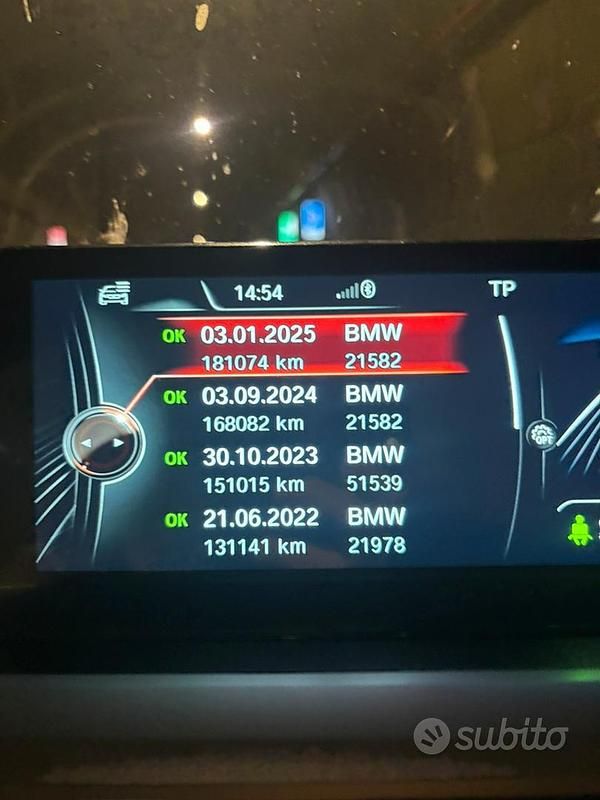 14:54 TP
OK 03.01.2025 BMW
181074 km 21582
OK 03.09.2024 BMW
168082 km 21582
OPT
OK 30.10.2023 BMW
151015 km 51539
OK 21.06.2022 BMW
131141 km 21978
subito